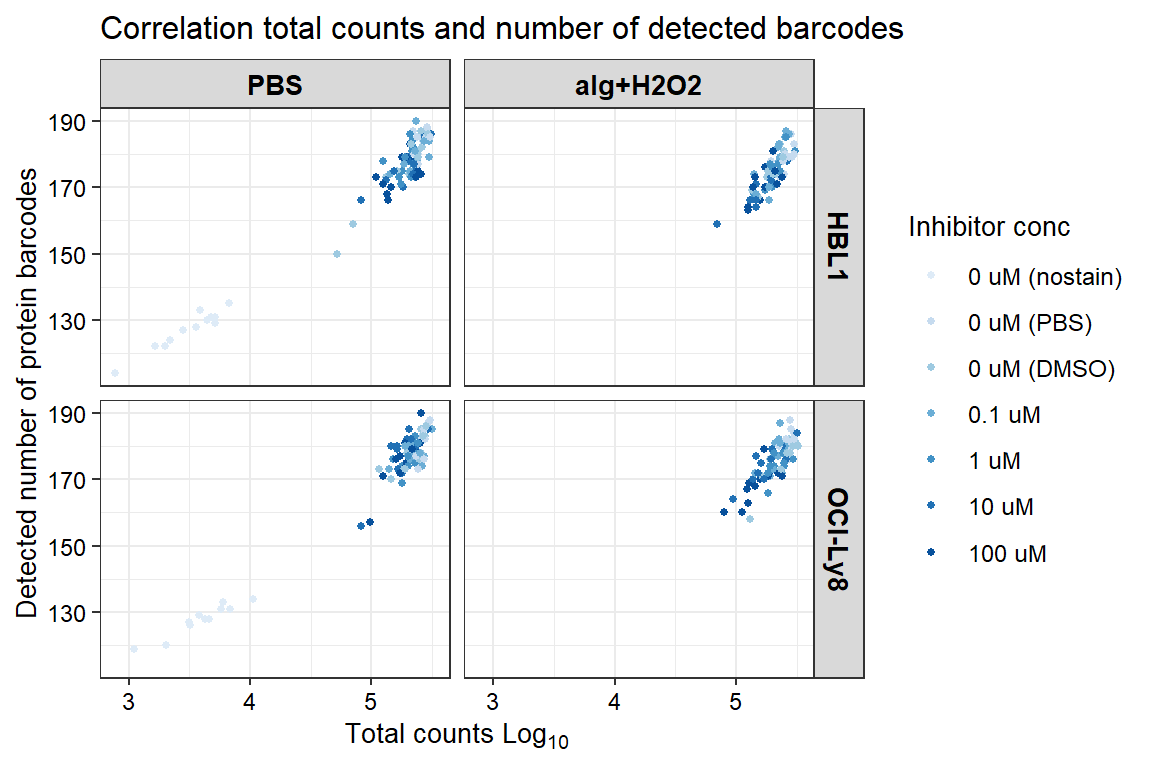 Correlation total counts and number of detected barcodes
PBS
alg+H2O2
190
170
150
130
HBL1
190
170
150
130
OCI-Ly8
3
4
5
3
4
5
Total counts Log10
Detected number of protein barcodes
Inhibitor conc
0 uM (nostain)
0 uM (PBS)
0 uM (DMSO)
0.1 uM
1 uM
10 uM
100 uM